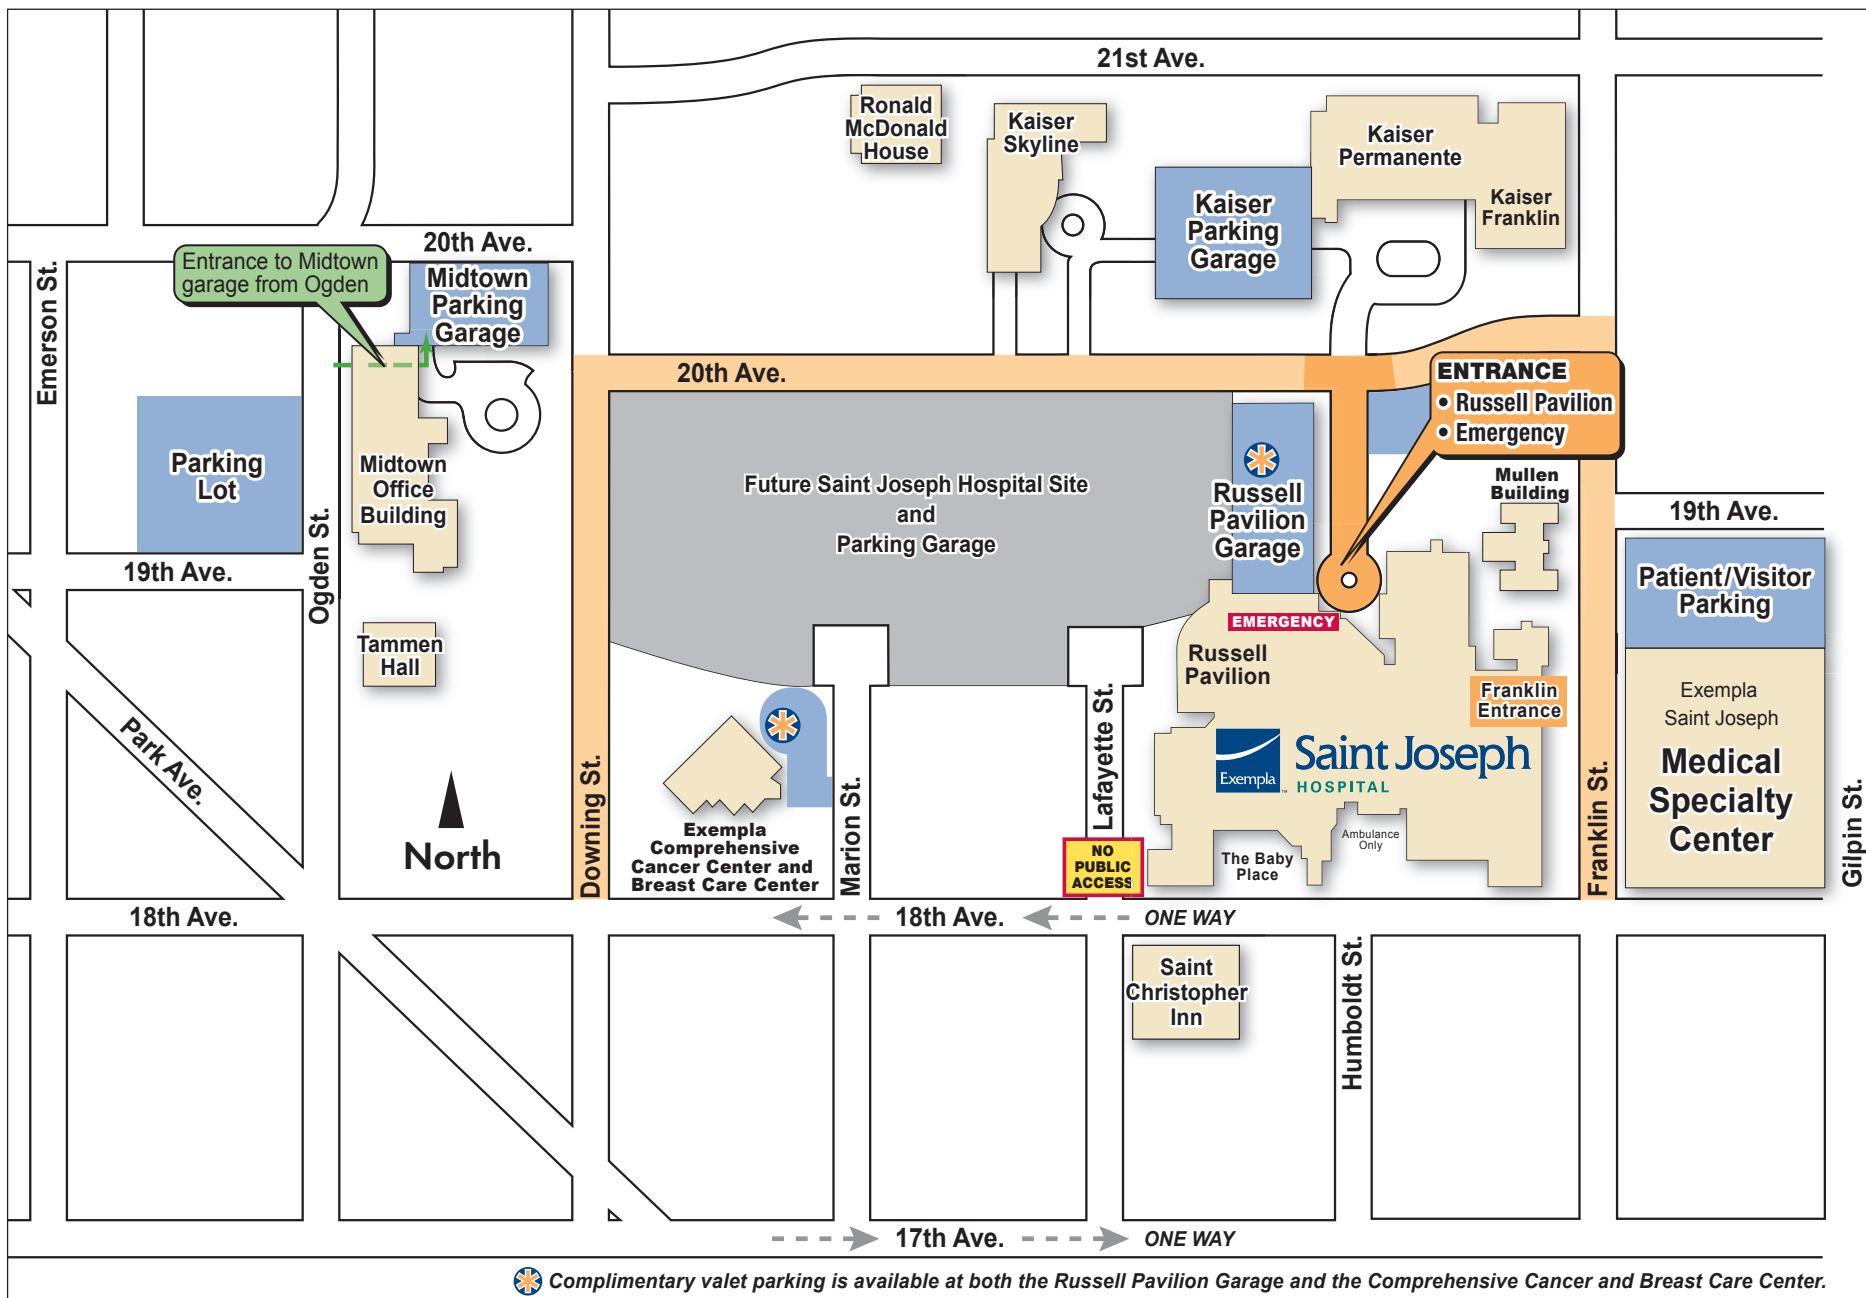 21st Ave.
Ronald
McDonald
House
Kaiser
Skyline
Kaiser
Permanente
Kaiser
Franklin
Kaiser
Parking
Garage
20th Ave.
Entrance to Midtown
garage from Ogden
Midtown
Parking
Garage
Emerson St.
20th Ave.
ENTRANCE
• Russell Pavilion
• Emergency
Parking
Lot
Midtown
Office
Building
Ogden St.
Future Saint Joseph Hospital Site
and
Parking Garage
Russell
Pavilion
Garage
Mullen
Building
19th Ave.
19th Ave.
Patient/Visitor
Parking
EMERGENCY
Tammen
Hall
Russell
Pavilion
Franklin
Entrance
Exempla
Saint Joseph
Medical
Specialty
Center
Park Ave.
North
Downing St.
Exempla
Comprehensive
Cancer Center and
Breast Care Center
Marion St.
Lafayette St.
NO
PUBLIC
ACCESS
Exempla
™
Saint Joseph
HOSPITAL
Ambulance
Only
The Baby
Place
Franklin St.
Gilpin St.
18th Ave.
18th Ave.
ONE WAY
Saint
Christopher
Inn
Humboldt St.
17th Ave.
ONE WAY
Complimentary valet parking is available at both the Russell Pavilion Garage and the Comprehensive Cancer and Breast Care Center.